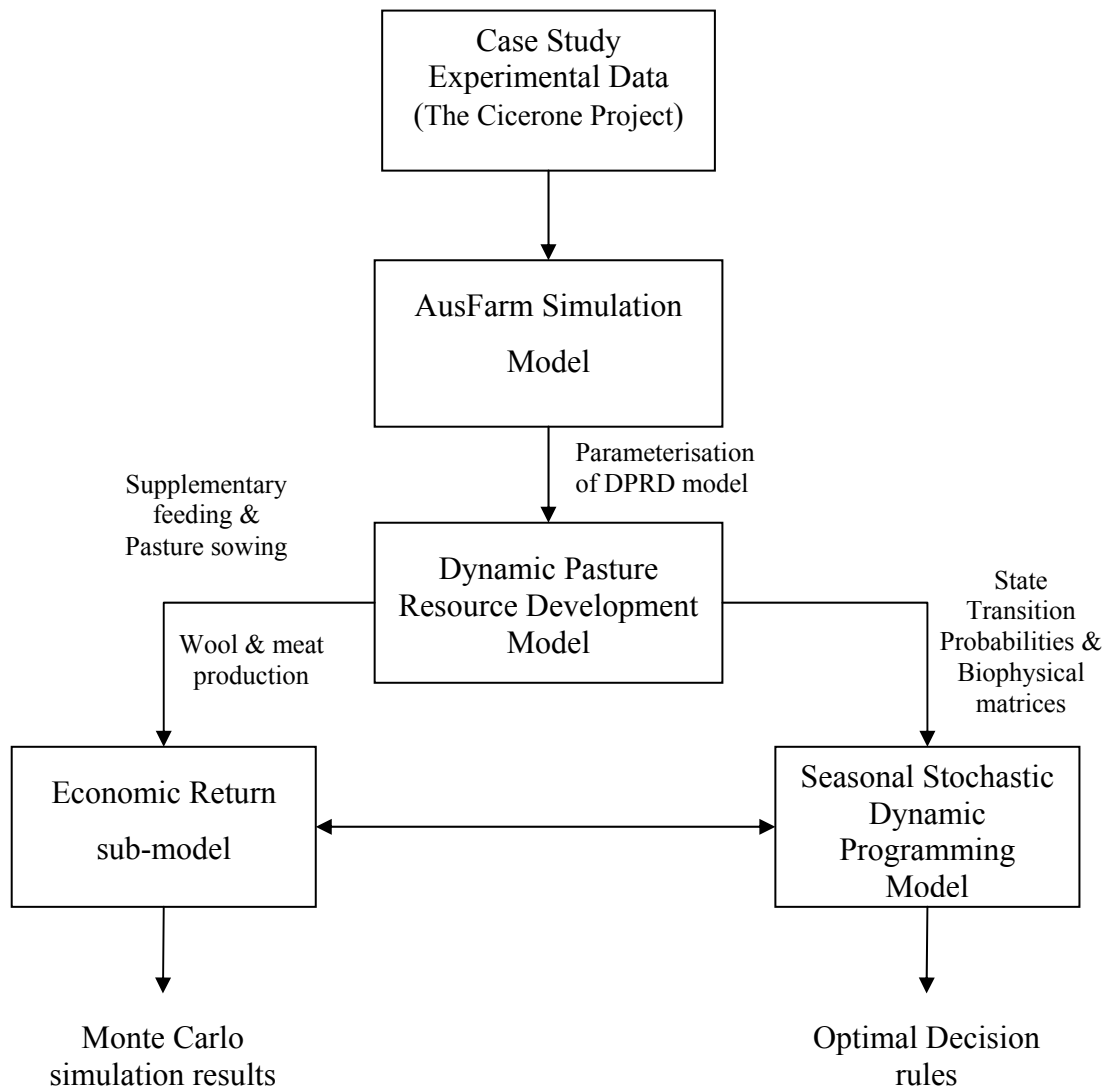 Case Study
Experimental Data
(The Cicerone Project)
AusFarm Simulation
Model
Parameterisation
of DPRD model
Supplementary
feeding &
Pasture sowing
Dynamic Pasture
Resource Development
Model
Wool & meat
production
State
Transition
Probabilities &
Biophysical
matrices
Economic Return
sub-model
Seasonal Stochastic
Dynamic
Programming
Model
Monte Carlo
simulation results
Optimal Decision
rules